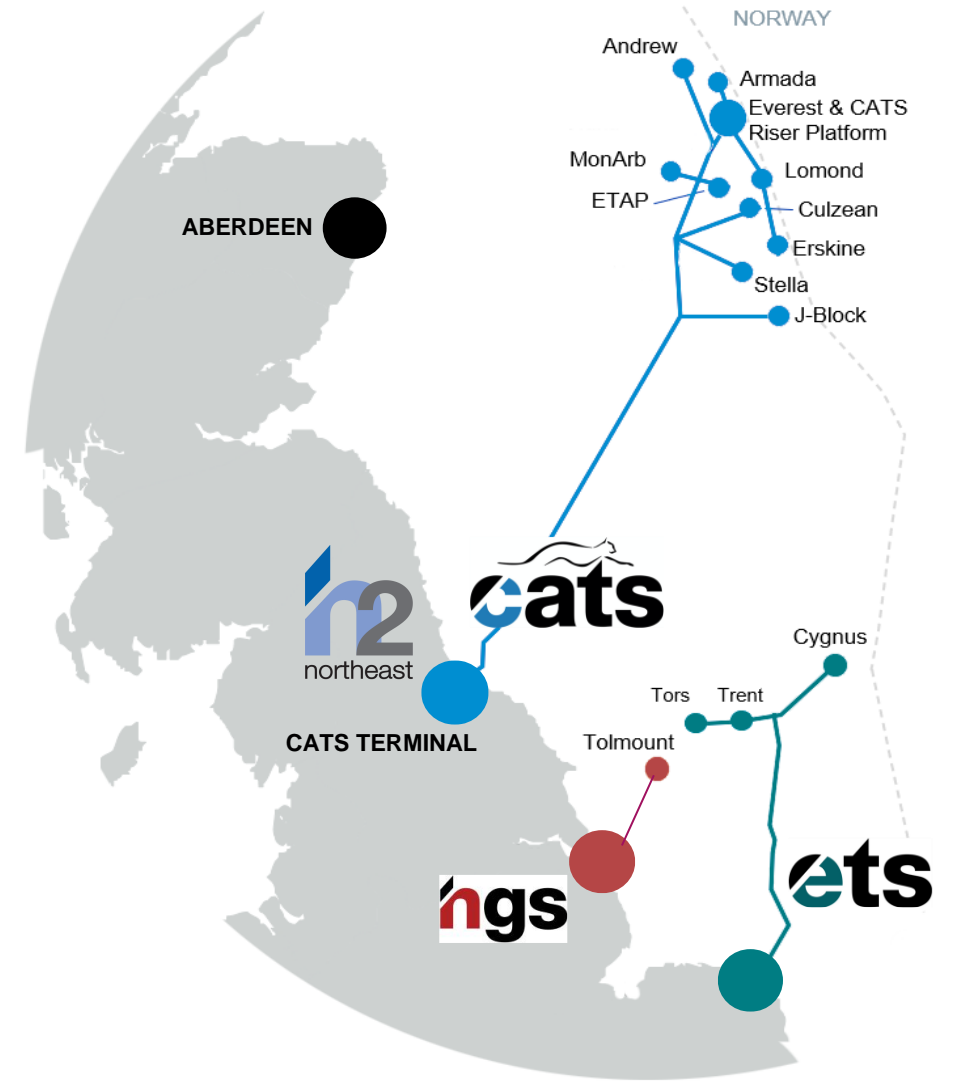 NORWAY
Andrew
Armada
Everest & CATS
Riser Platform
MonArb
Lomond
ETAP
Culzean
ABERDEEN
Erskine
Stella
J-Block
cats
h2
northeast
Cygnus
Tors
Trent
CATS TERMINAL
Tolmount
ets
hgs